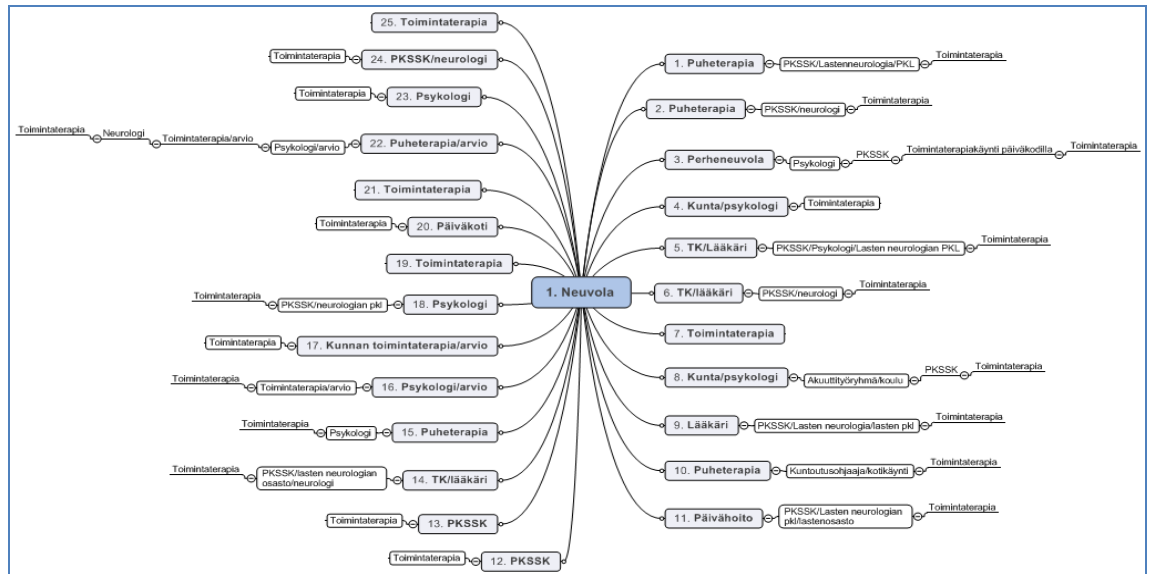 25. Toimintaterapia
Toimintaterapia
24. PKSSK/neurologi
Toimintaterapia
23. Psykologi
Toimintaterapia
Neurologi
Toimintaterapia/arvio
Psykologi/arvio
22. Puheterapia/arvio
21. Toimintaterapia
Toimintaterapia
20. Päiväkoti
19. Toimintaterapia
Toimintaterapia
PKSSK/neurologian pkl
18. Psykologi
Toimintaterapia
17. Kunnan toimintaterapia/arvio
Toimintaterapia
Toimintaterapia/arvio
16. Psykologi/arvio
Toimintaterapia
Psykologi
15. Puheterapia
Toimintaterapia
PKSSK/lasten neurologian
osasto/neurologi
14. TK/lääkäri
Toimintaterapia
13. PKSSK
Toimintaterapia
12. PKSSK
1. Neuvola
1. Puheterapia
PKSSK/Lastenneurologia/PKL
Toimintaterapia
2. Puheterapia
PKSSK/neurologi
Toimintaterapia
3. Perheneuvola
Psykologi
PKSSK
Toimintaterapiakäynti päiväkodilla
Toimintaterapia
4. Kunta/psykologi
Toimintaterapia
5. TK/Lääkäri
PKSSK/Psykologi/Lasten neurologian PKL
Toimintaterapia
6. TK/lääkäri
PKSSK/neurologi
Toimintaterapia
7. Toimintaterapia
8. Kunta/psykologi
Akuuttityöryhmä/koulu
PKSSK
Toimintaterapia
9. Lääkäri
PKSSK/Lasten neurologia/lasten pkl
Toimintaterapia
10. Puheterapia
Kuntoutusohjaaja/kotikäynti
Toimintaterapia
11. Päivähoito
PKSSK/Lasten neurologian
pkl/lastenosasto
Toimintaterapia